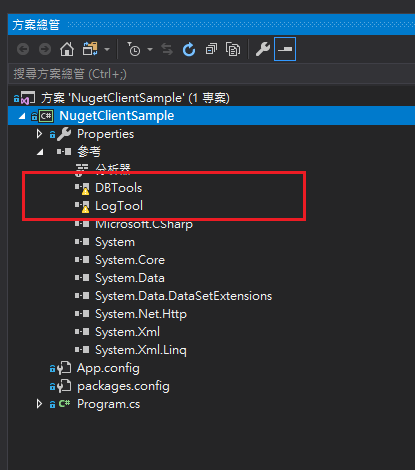 方案總管
搜尋方案總管 (Ctrl+;)
方案 'NugetClientSample' (1 專案)
C# NugetClientSample
Properties
參考
分析器
DBTools
LogTool
Microsoft.CSharp
System
System.Core
System.Data
System.Data.DataSetExtensions
System.Net.Http
System.Xml
System.Xml.Linq
App.config
packages.config
C# Program.cs